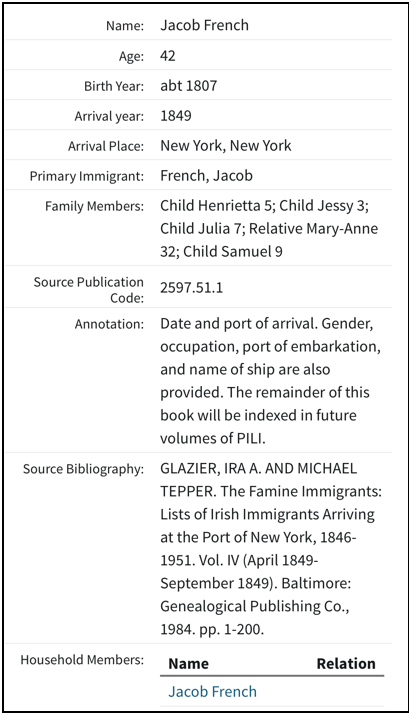 Name: Jacob French
Age: 42
Birth Year: abt 1807
Arrival year: 1849
Arrival Place: New York, New York
Primary Immigrant: French, Jacob
Family Members: Child Henrietta 5; Child Jessy 3;
Child Julia 7; Relative Mary-Anne
32; Child Samuel 9
Source Publication
Code: 2597.51.1
Annotation: Date and port of arrival. Gender,
occupation, port of embarkation,
and name of ship are also
provided. The remainder of this
book will be indexed in future
volumes of PILI.
Source Bibliography: GLAZIER, IRA A. AND MICHAEL
TEPPER. The Famine Immigrants:
Lists of Irish Immigrants Arriving
at the Port of New York, 1846-
1951. Vol. IV (April 1849-
September 1849). Baltimore:
Genealogical Publishing Co.,
1984. pp. 1-200.
Household Members: Name Relation
Jacob French